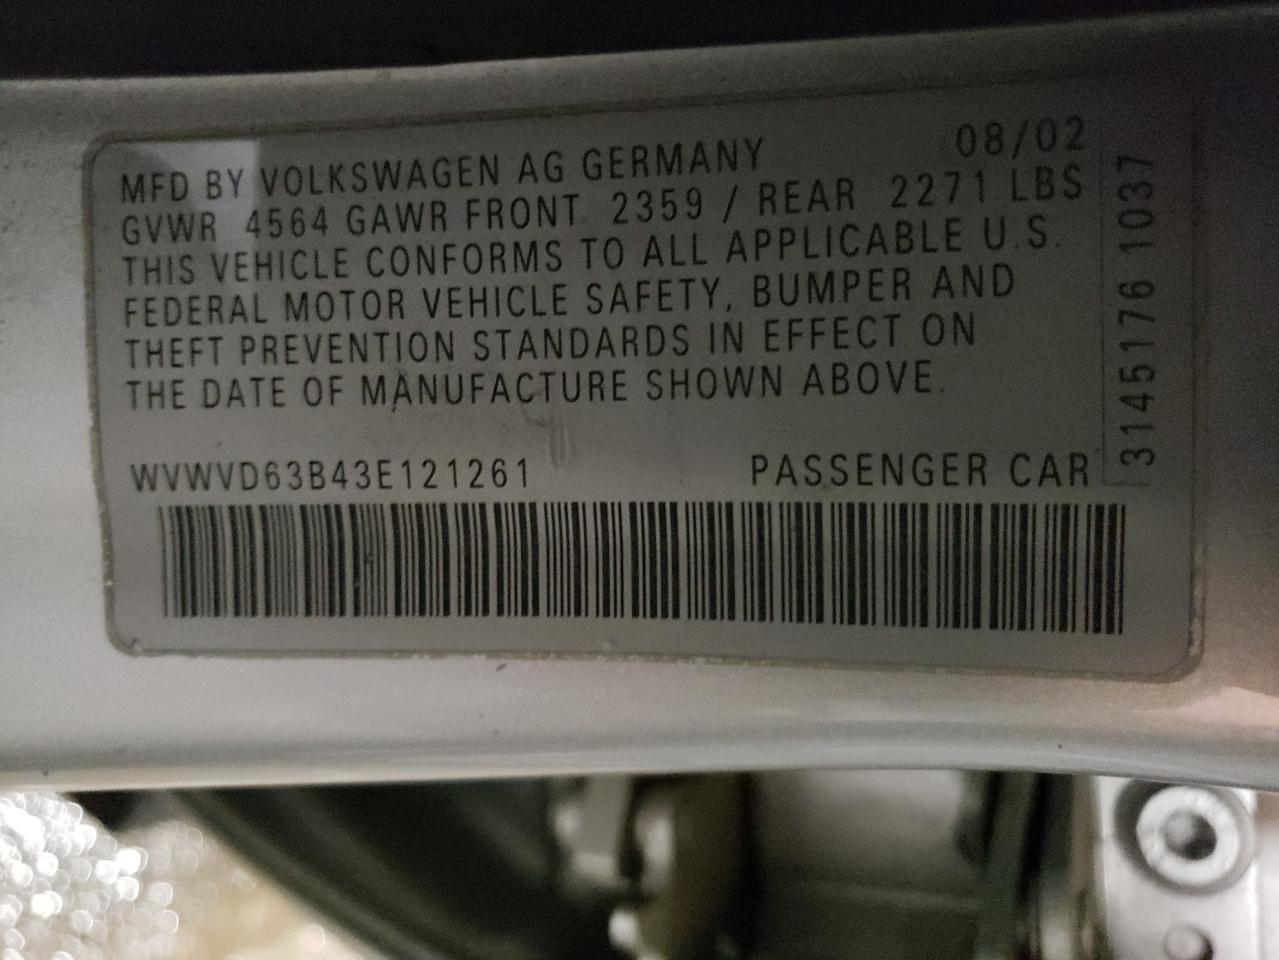 MFD BY VOLKSWAGEN AG GERMANY 08/02
GVWR 4564 GAWR FRONT 2359 / REAR 2271 LBS
THIS VEHICLE CONFORMS TO ALL APPLICABLE U.S.
FEDERAL MOTOR VEHICLE SAFETY, BUMPER AND
THEFT PREVENTION STANDARDS IN EFFECT ON
THE DATE OF MANUFACTURE SHOWN ABOVE.
WVWVD63B43E121261 PASSENGER CAR
3145176 1037